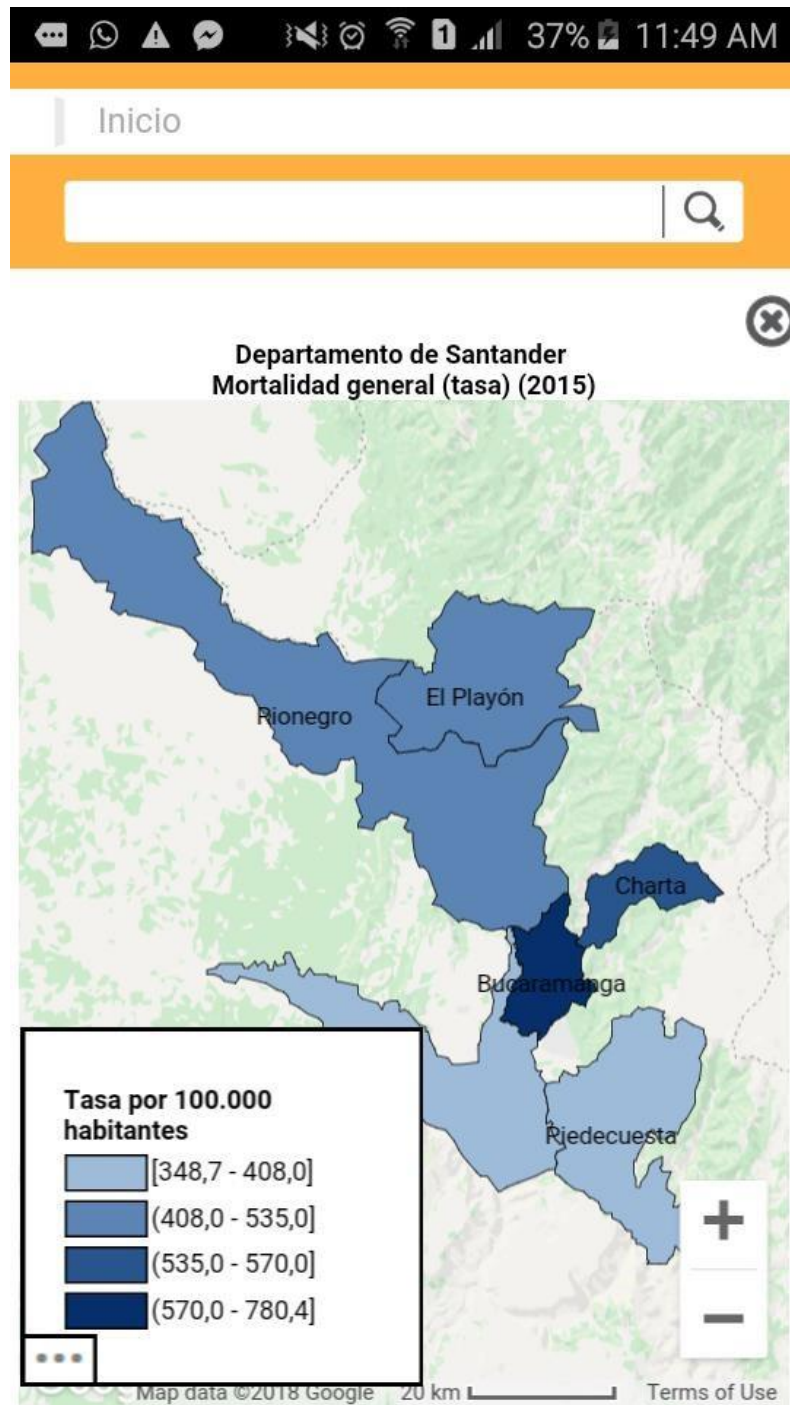 37% 11:49 AM
Inicio
Departamento de Santander
Mortalidad general (tasa) (2015)
El Playón
Rionegro
Charta
Bucaramanga
Piedecuesta
Tasa por 100.000
habitantes
[348,7 - 408,0]
(408,0 - 535,0]
(535,0 - 570,0]
(570,0 - 780,4]
Map data ©2018 Google 20 km Terms of Use